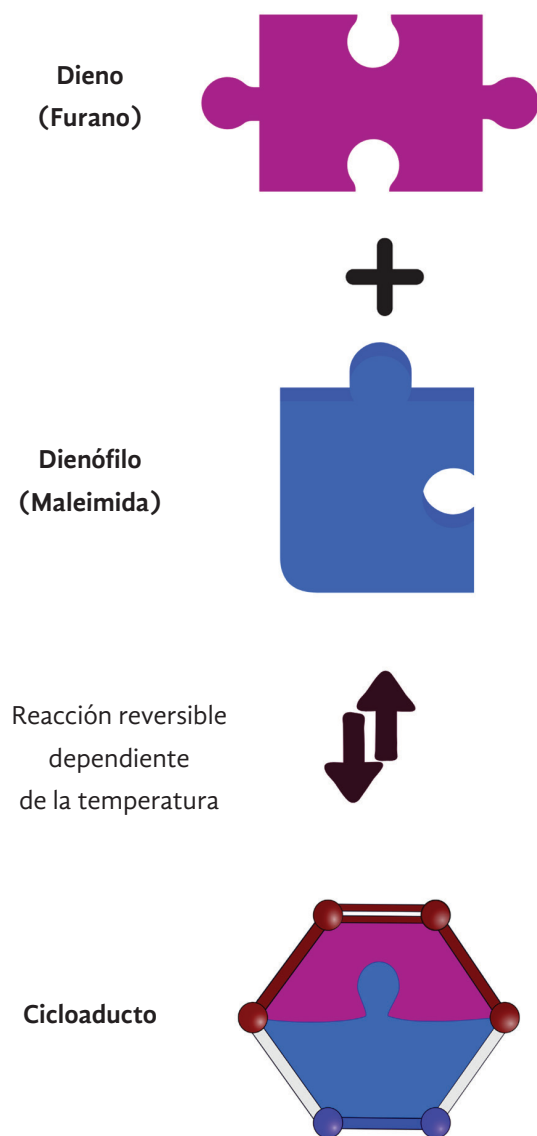 Dieno
(Furano)
Dienófilo
(Maleimida)
Reacción reversible
dependiente
de la temperatura
Cicloaducto